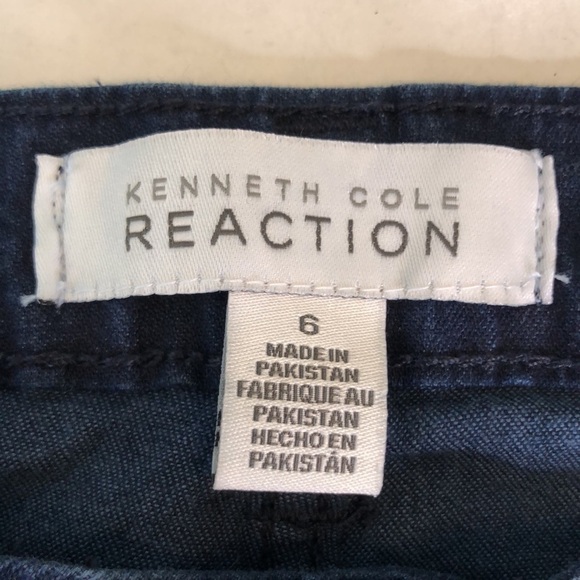 KENNETH COLE
REACTION
6
MADE IN
PAKISTAN
FABRIQUE AU
PAKISTAN
HECHO EN
PAKISTÁN